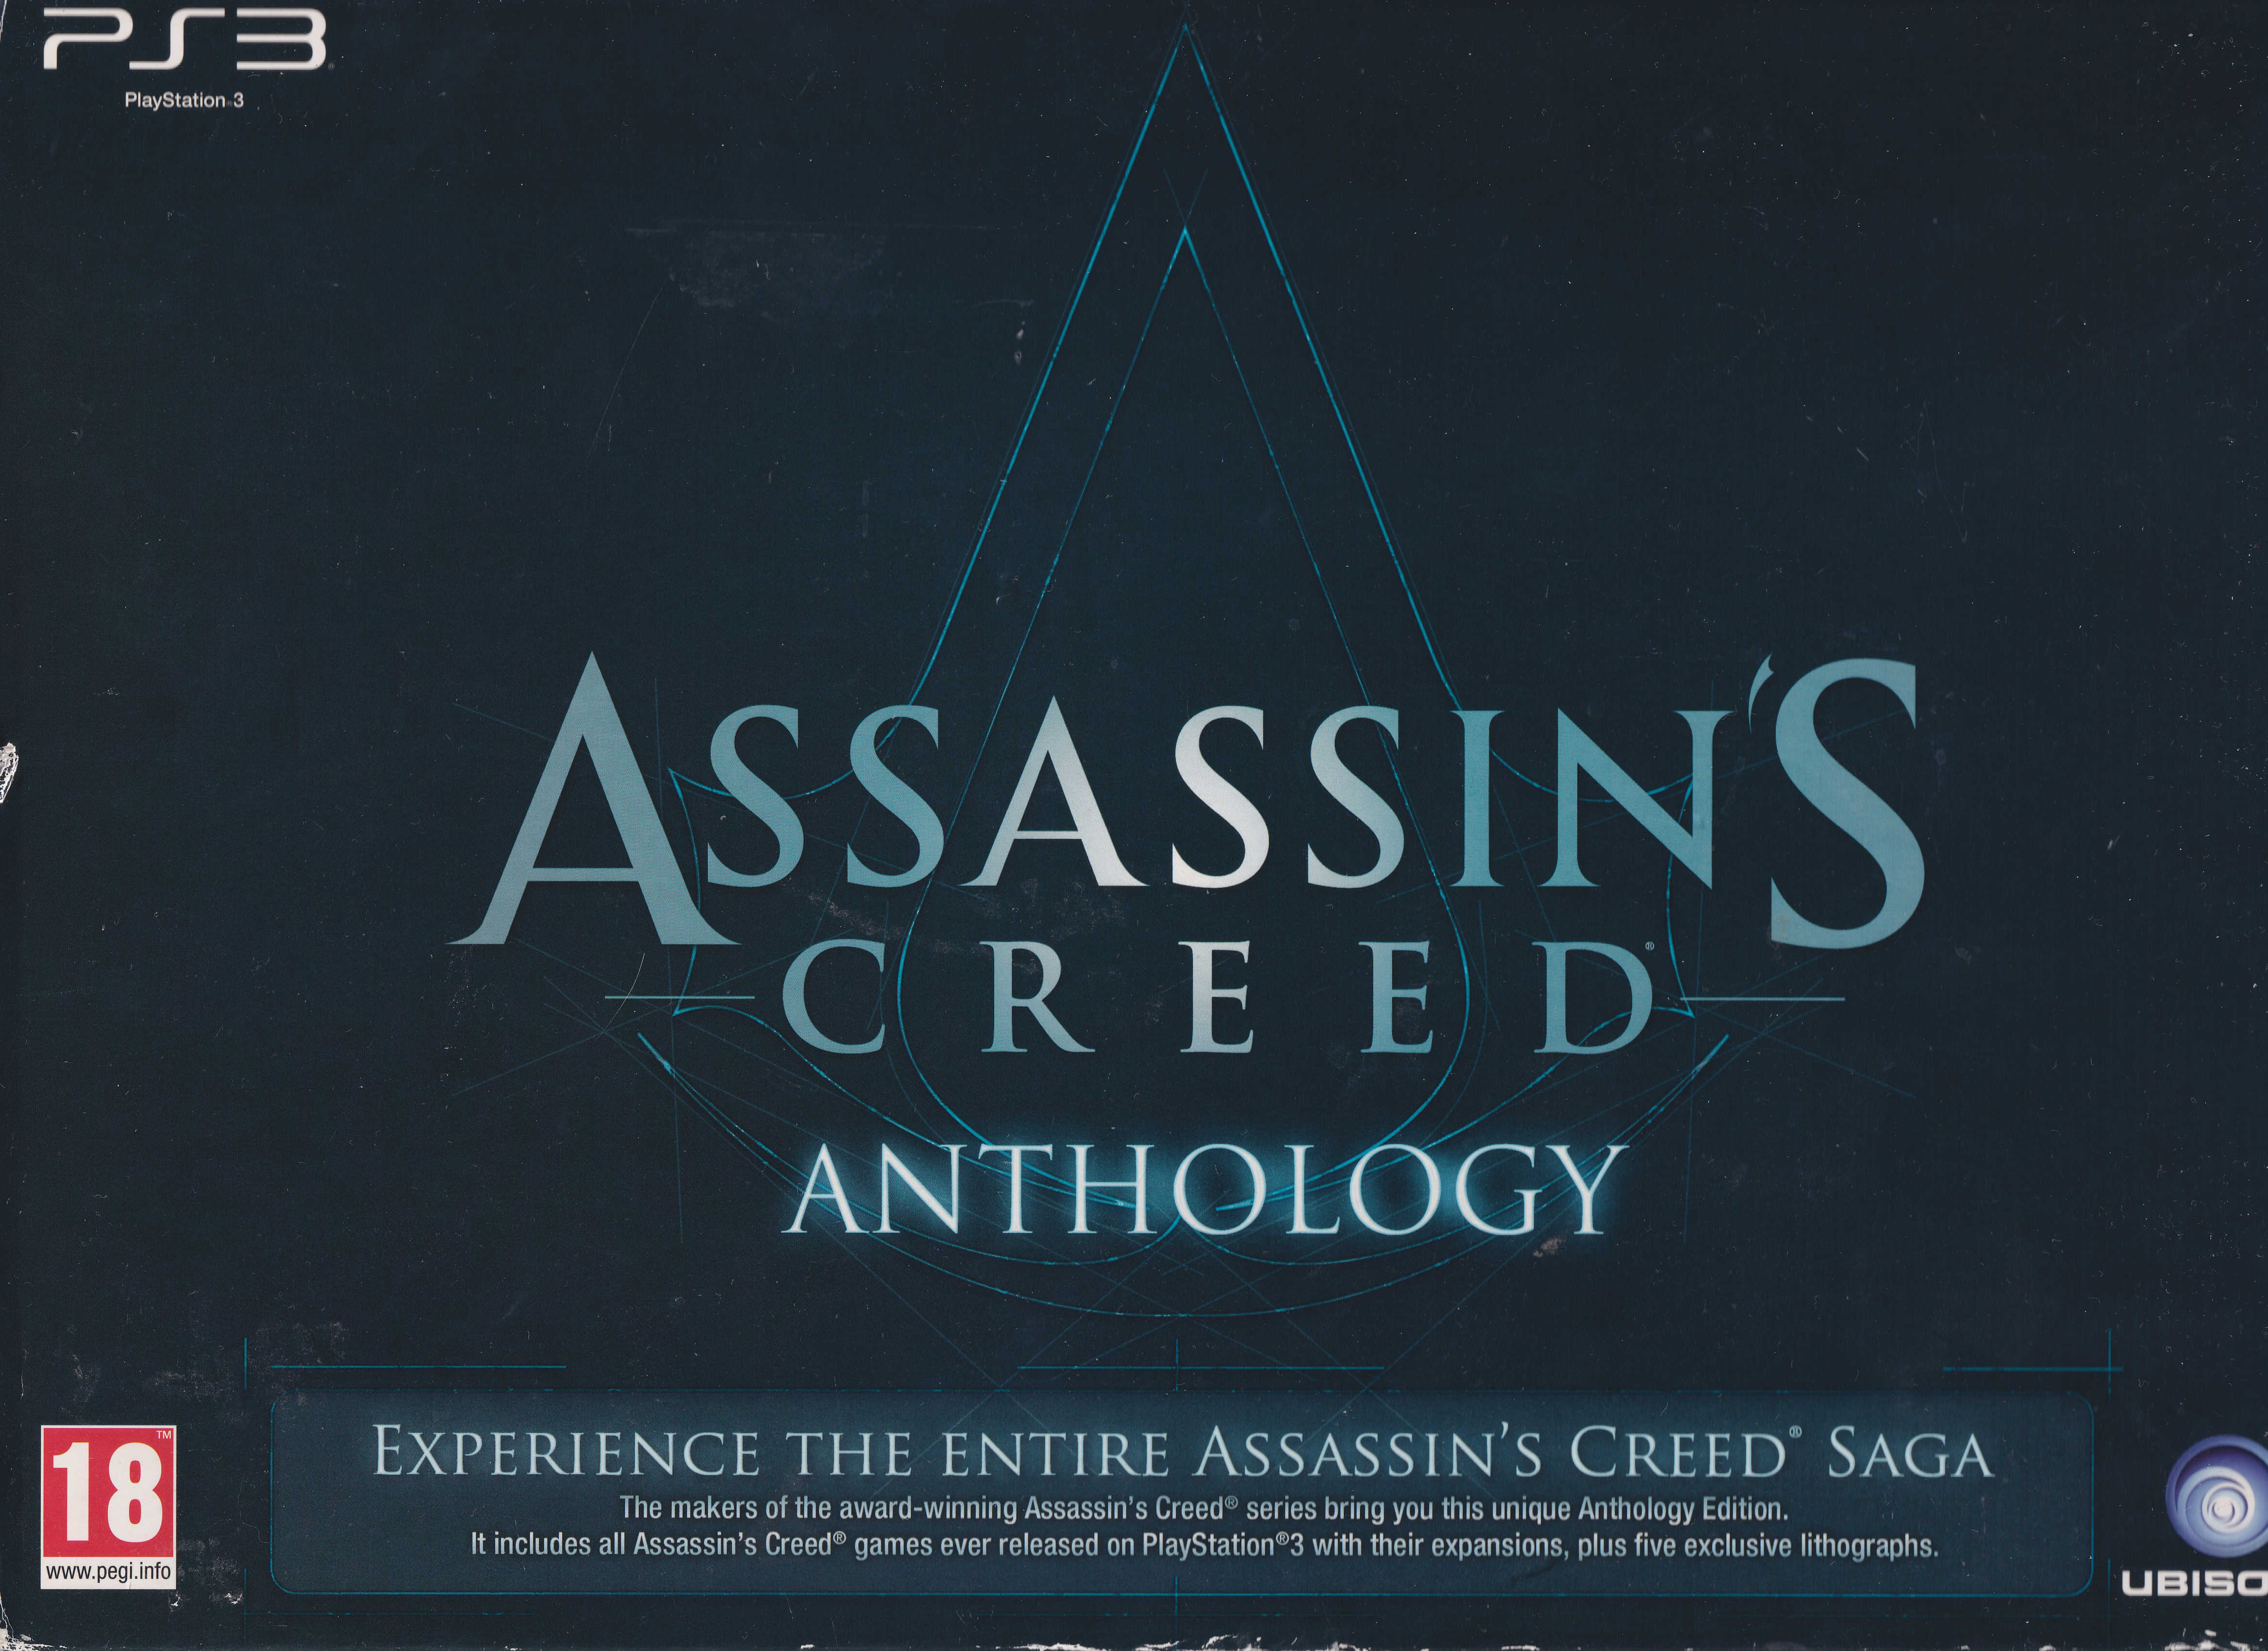 PS3
PlayStation®3
ASSASSIN'S
CREED®
ANTHOLOGY
EXPERIENCE THE ENTIRE ASSASSIN'S CREED® SAGA
The makers of the award-winning Assassin's Creed® series bring you this unique Anthology Edition.
It includes all Assassin's Creed® games ever released on PlayStation®3 with their expansions, plus five exclusive lithographs.
18™
www.pegi.info
UBISO